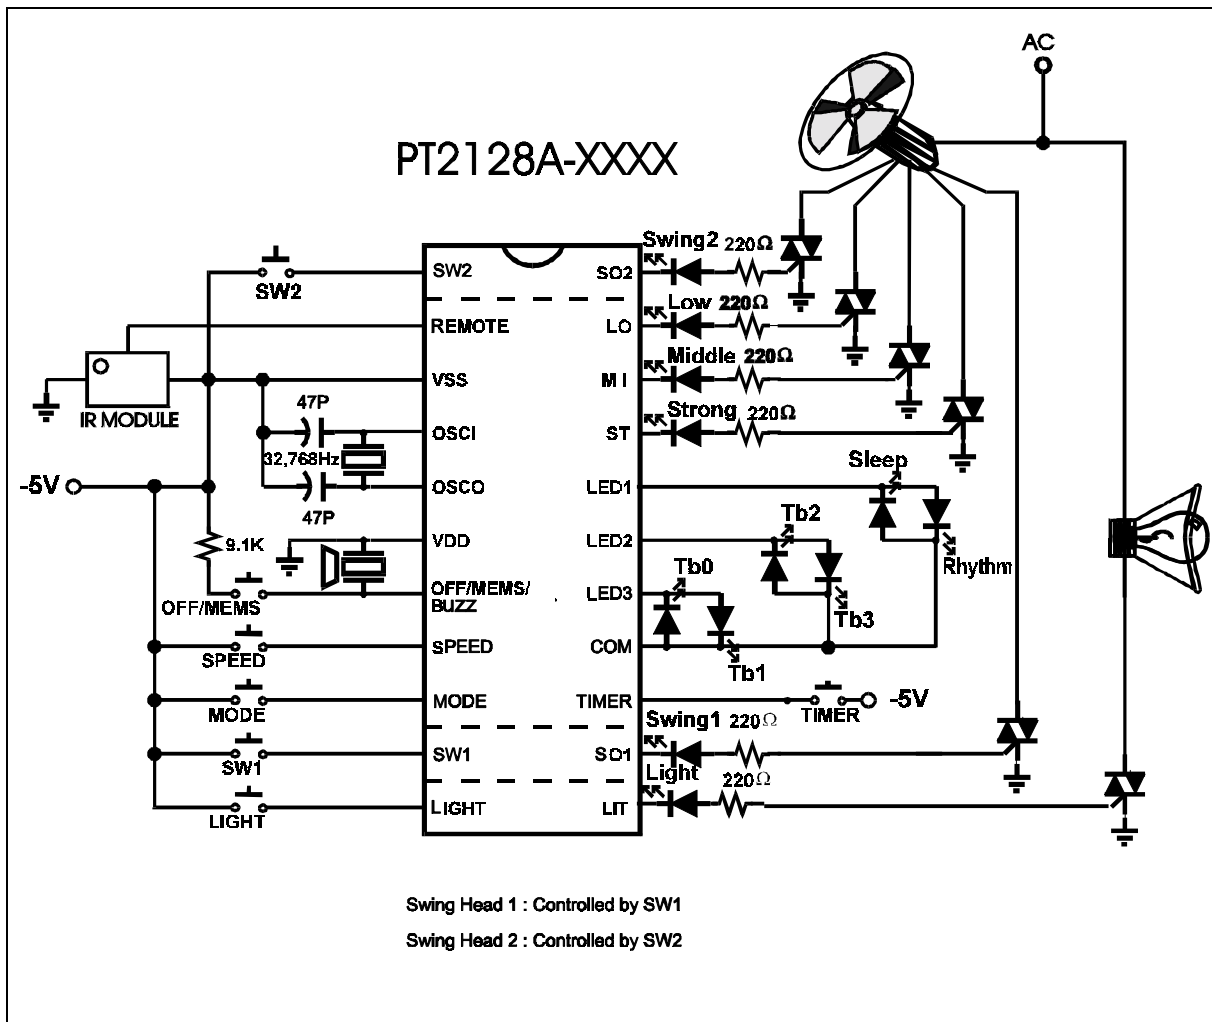 AC
PT2128A-XXXX
Swing2 220Ω
SW2
SW2
SO2
Low 220Ω
REMOTE
LO
Middle 220Ω
VSS
M I
IR MODULE
47P
Strong 220Ω
OSCI
ST
32,768Hz
Sleep
-5V
OSCO
LED1
47P
Tb2
9.1K
VDD
LED2
Rhythm
Tb0
OFF/MEMS
OFF/MEMS/
BUZZ
LED3
Tb3
SPEED
SPEED
COM
Tb1
MODE
MODE
TIMER
TIMER
-5V
Swing1 220Ω
SW1
SW1
SO1
Light 220Ω
LIGHT
LIGHT
LIT
Swing Head 1 : Controlled by SW1
Swing Head 2 : Controlled by SW2